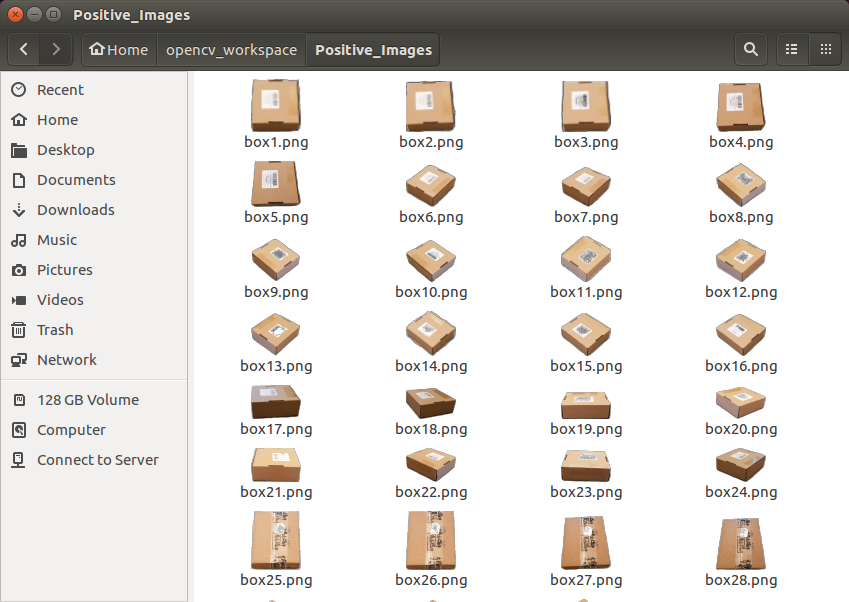 Positive_Images
Home opencv_workspace Positive_Images
Recent
Home
Desktop
Documents
Downloads
Music
Pictures
Videos
Trash
Network
128 GB Volume
Computer
Connect to Server
box1.png box2.png box3.png box4.png
box5.png box6.png box7.png box8.png
box9.png box10.png box11.png box12.png
box13.png box14.png box15.png box16.png
box17.png box18.png box19.png box20.png
box21.png box22.png box23.png box24.png
box25.png box26.png box27.png box28.png